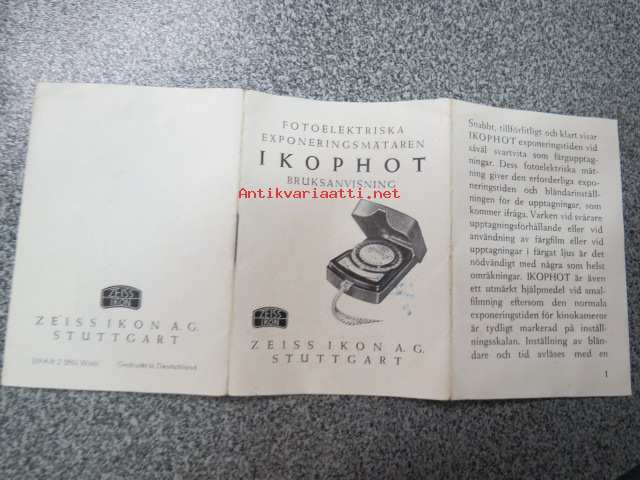 ZEISS
IKON
ZEISS IKON A.G.
STUTTGART
Gedruckt in Deutschland
FOTOELEKTRISKA
EXPONERINGSMÄTAREN
IKOPHOT
BRUKSANVISNING
Antikvariaatti.net
ZEISS
IKON
ZEISS IKON A.G.
STUTTGART
Snabbt, tillförlitligt och klart visar
IKOPHOT exponeringstiden vid
såväl svartvita som färgupptag-
ningar. Dess fotoelektriska mät-
ning giver den erforderliga expo-
neringstiden och bländarinställ-
ningen för de upptagningar, som
kommer ifråga. Varken vid svårare
upptagningsförhållande eller vid
användning av färgfilm eller vid
upptagningar i färgat ljus är det
nödvändigt med några som helst
omräkningar. IKOPHOT är även
ett utmärkt hjälpmedel vid smal-
filmning eftersom den normala
exponeringstiden för kinokameror
är tydligt markerad på inställ-
ningsskalan. Inställning av blän-
dare och tid avläses med en
1